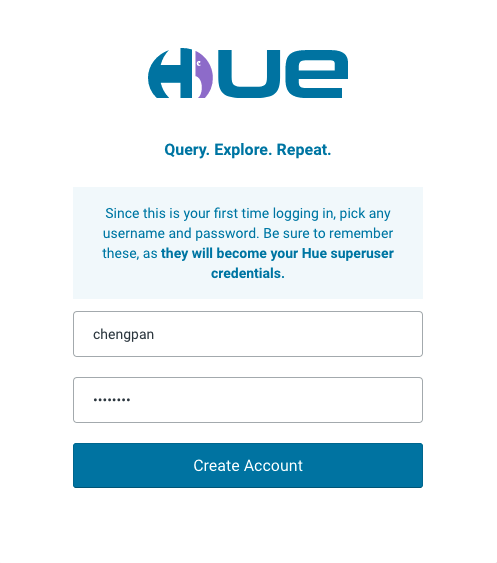 HUE
Query. Explore. Repeat.
Since this is your first time logging in, pick any
username and password. Be sure to remember
these, as they will become your Hue superuser
credentials.
chengpan
••••••••
Create Account